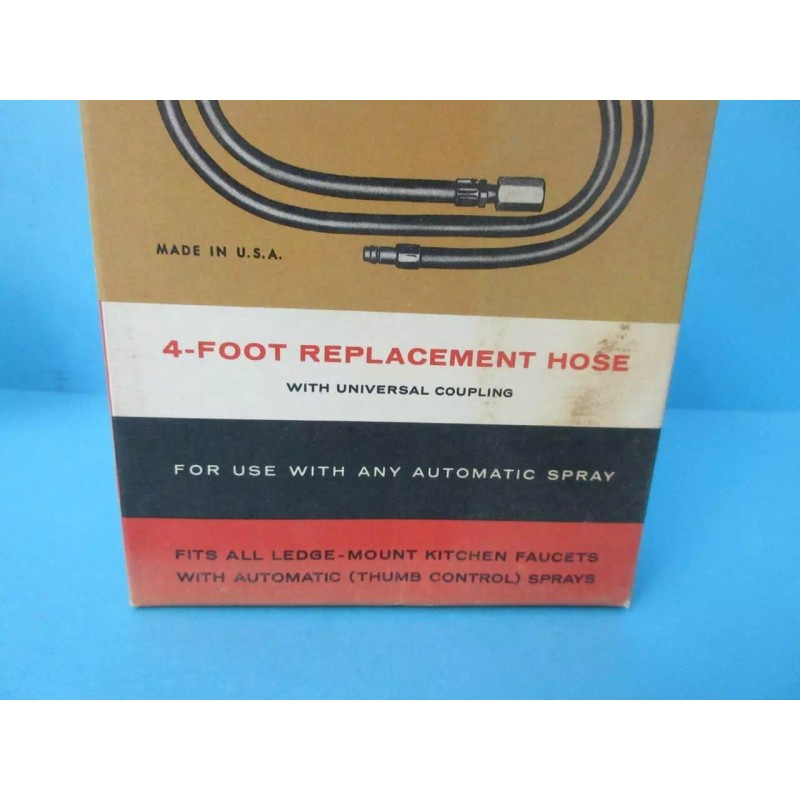 MADE IN U.S.A.
4-FOOT REPLACEMENT HOSE
WITH UNIVERSAL COUPLING
FOR USE WITH ANY AUTOMATIC SPRAY
FITS ALL LEDGE-MOUNT KITCHEN FAUCETS
WITH AUTOMATIC (THUMB CONTROL) SPRAYS